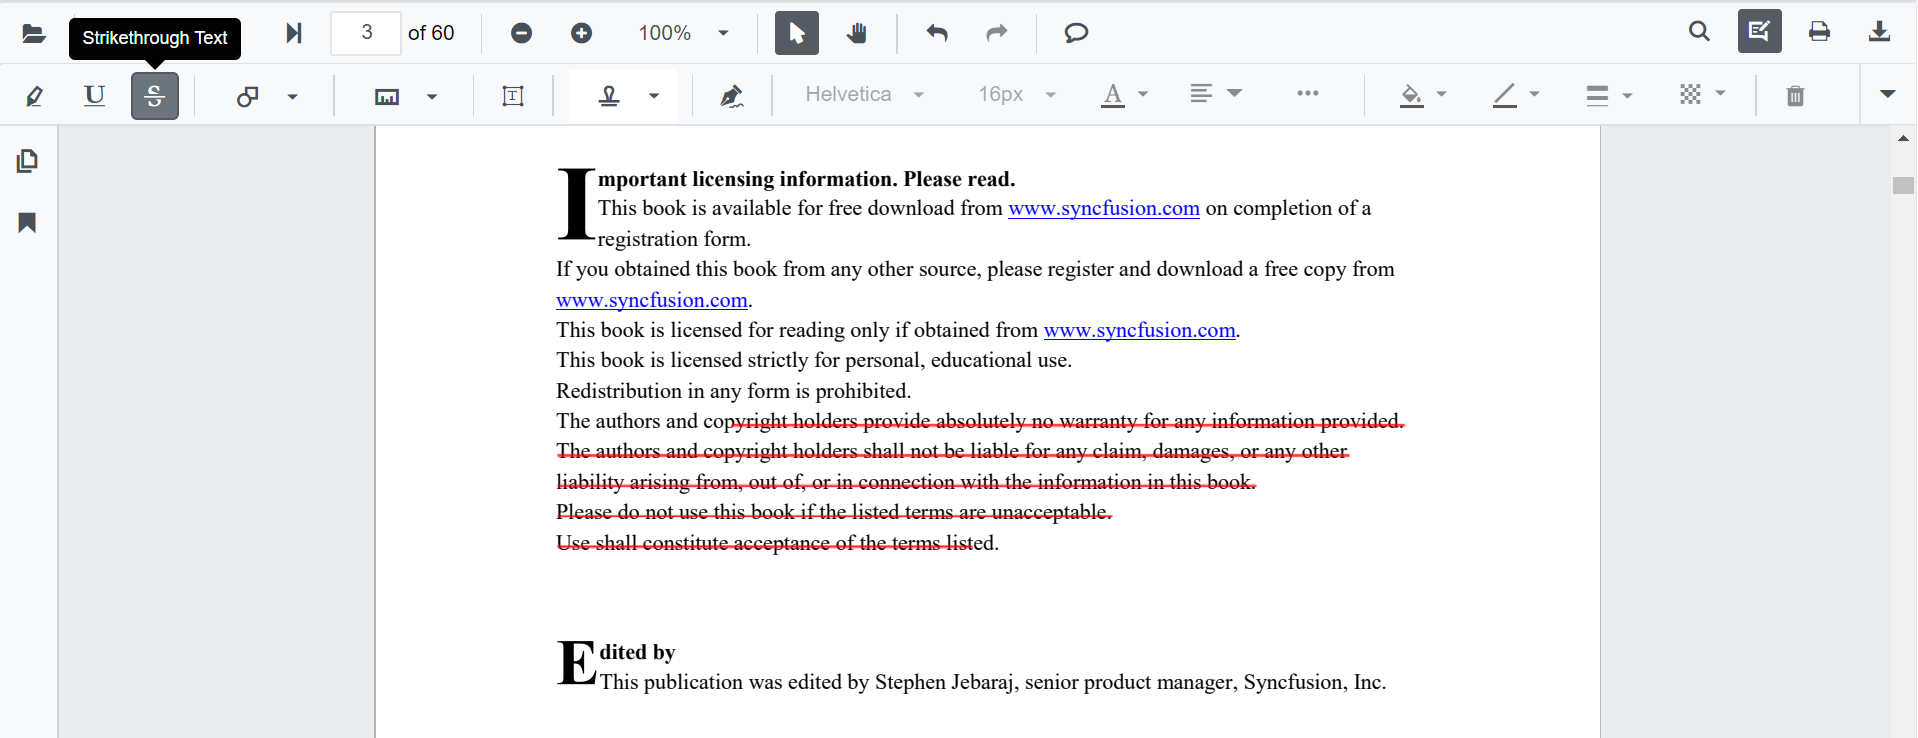 Strikethrough Text
3 of 60
100%
U
S
T
Helvetica
16px
A
Important licensing information. Please read.
This book is available for free download from www.syncfusion.com on completion of a
registration form.
If you obtained this book from any other source, please register and download a free copy from
www.syncfusion.com.
This book is licensed for reading only if obtained from www.syncfusion.com.
This book is licensed strictly for personal, educational use.
Redistribution in any form is prohibited.
The authors and copyright holders provide absolutely no warranty for any information provided.
The authors and copyright holders shall not be liable for any claim, damages, or any other
liability arising from, out of, or in connection with the information in this book.
Please do not use this book if the listed terms are unacceptable.
Use shall constitute acceptance of the terms listed.
Edited by
This publication was edited by Stephen Jebaraj, senior product manager, Syncfusion, Inc.